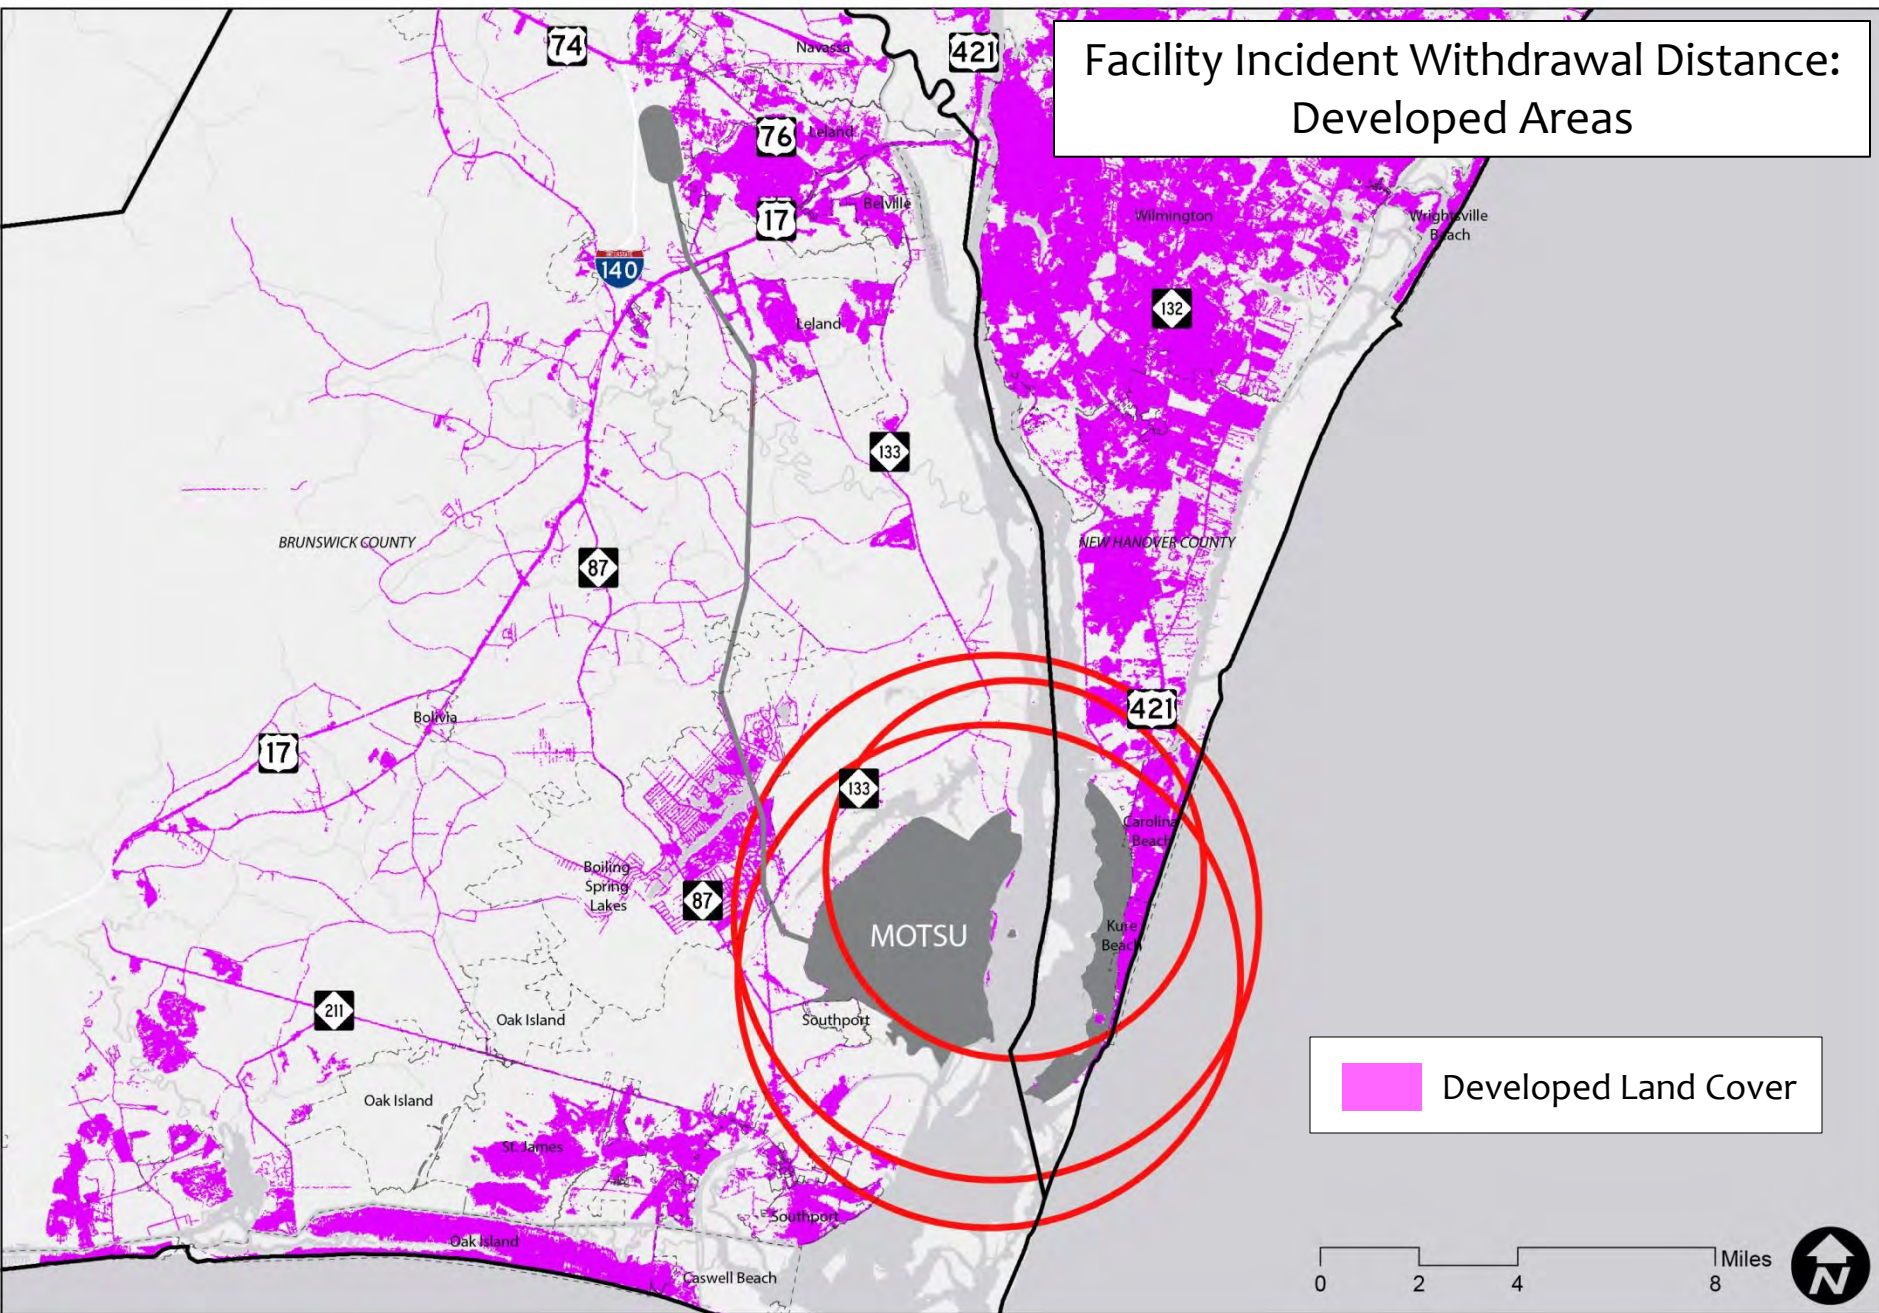 Facility Incident Withdrawal Distance:
Developed Areas
74
Navassa
421
76
Leland
17
Belville
Wilmington
Wrightsville
Beach
INTERSTATE
140
132
Leland
133
BRUNSWICK COUNTY
NEW HANOVER COUNTY
87
Bolivia
17
421
133
Carolina
Beach
Boiling
Spring
Lakes
87
MOTSU
Kure
Beach
211
Oak Island
Southport
Oak Island
Developed Land Cover
St. James
Southport
Oak Island
Caswell Beach
Miles
0 2 4 8
N